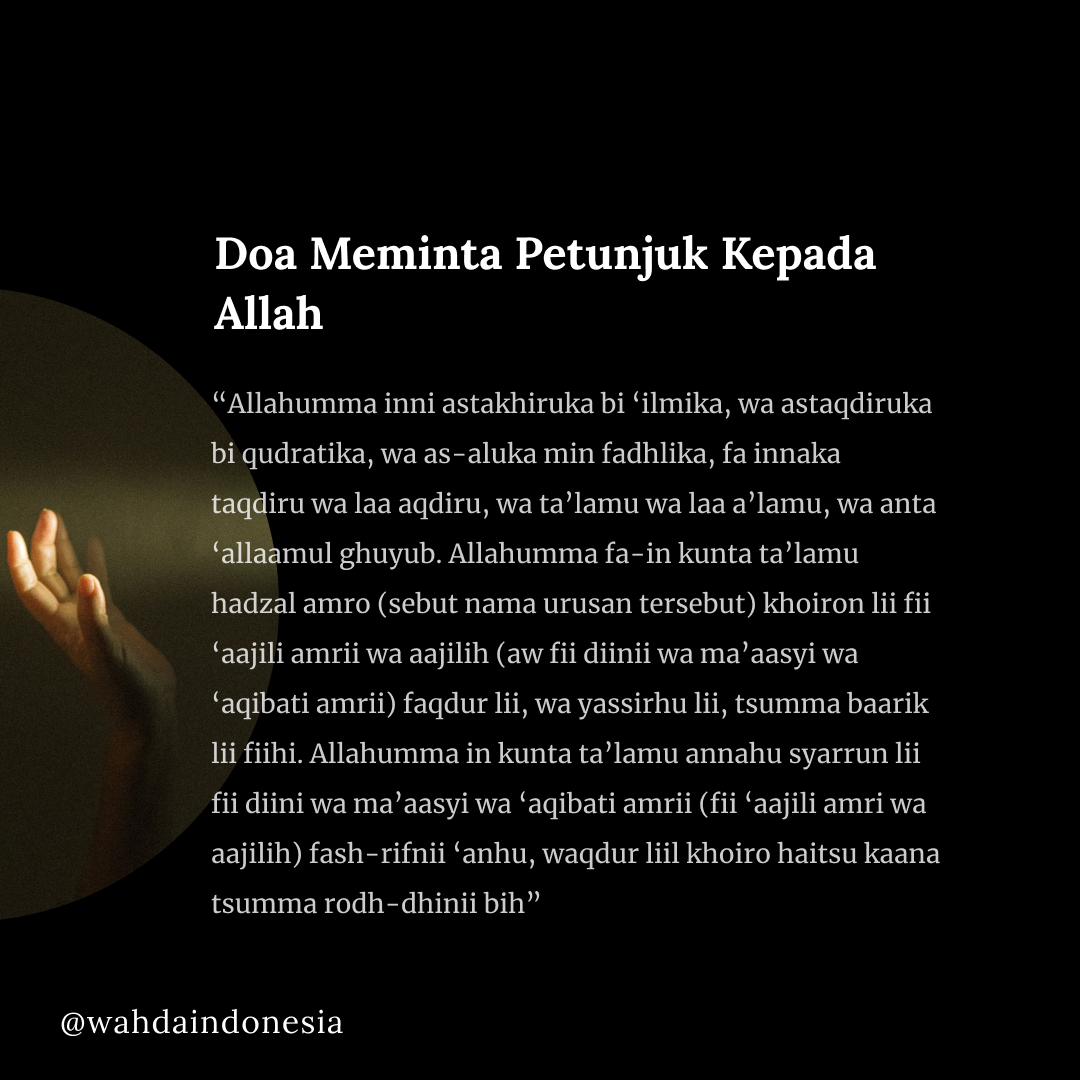 Doa Meminta Petunjuk Kepada
Allah
“Allahumma inni astakhiruka bi ‘ilmika, wa astaqdiruka
bi qudratika, wa as-aluka min fadhlika, fa innaka
taqdiru wa laa aqdiru, wa ta’lamu wa laa a’lamu, wa anta
‘allaamul ghuyub. Allahumma fa-in kunta ta’lamu
hadzal amro (sebut nama urusan tersebut) khoiron lii fii
‘aajili amrii wa aajilih (aw fii diinii wa ma’aasyi wa
‘aqibati amrii) faqdur lii, wa yassirhu lii, tsumma baarik
lii fiihi. Allahumma in kunta ta’lamu annahu syarrun lii
fii diini wa ma’aasyi wa ‘aqibati amrii (fii ‘aajili amri wa
aajilih) fash-rifnii ‘anhu, waqdur liil khoiro haitsu kaana
tsumma rodh-dhinii bih”
@wahdaindonesia